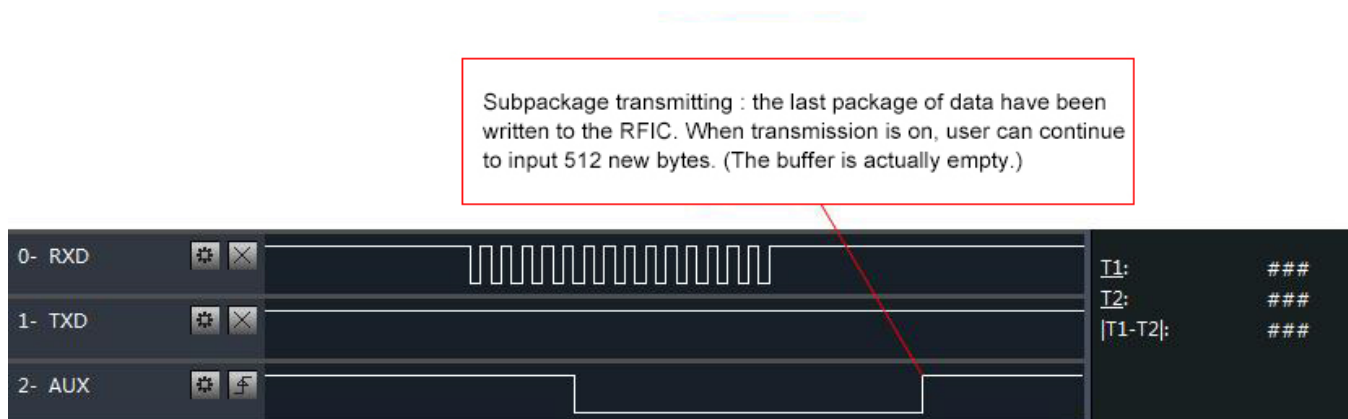 Subpackage transmitting : the last package of data have been
written to the RFIC. When transmission is on, user can continue
to input 512 new bytes. (The buffer is actually empty.)
0- RXD
T1: ###
T2: ###
1- TXD
|T1-T2|: ###
2- AUX